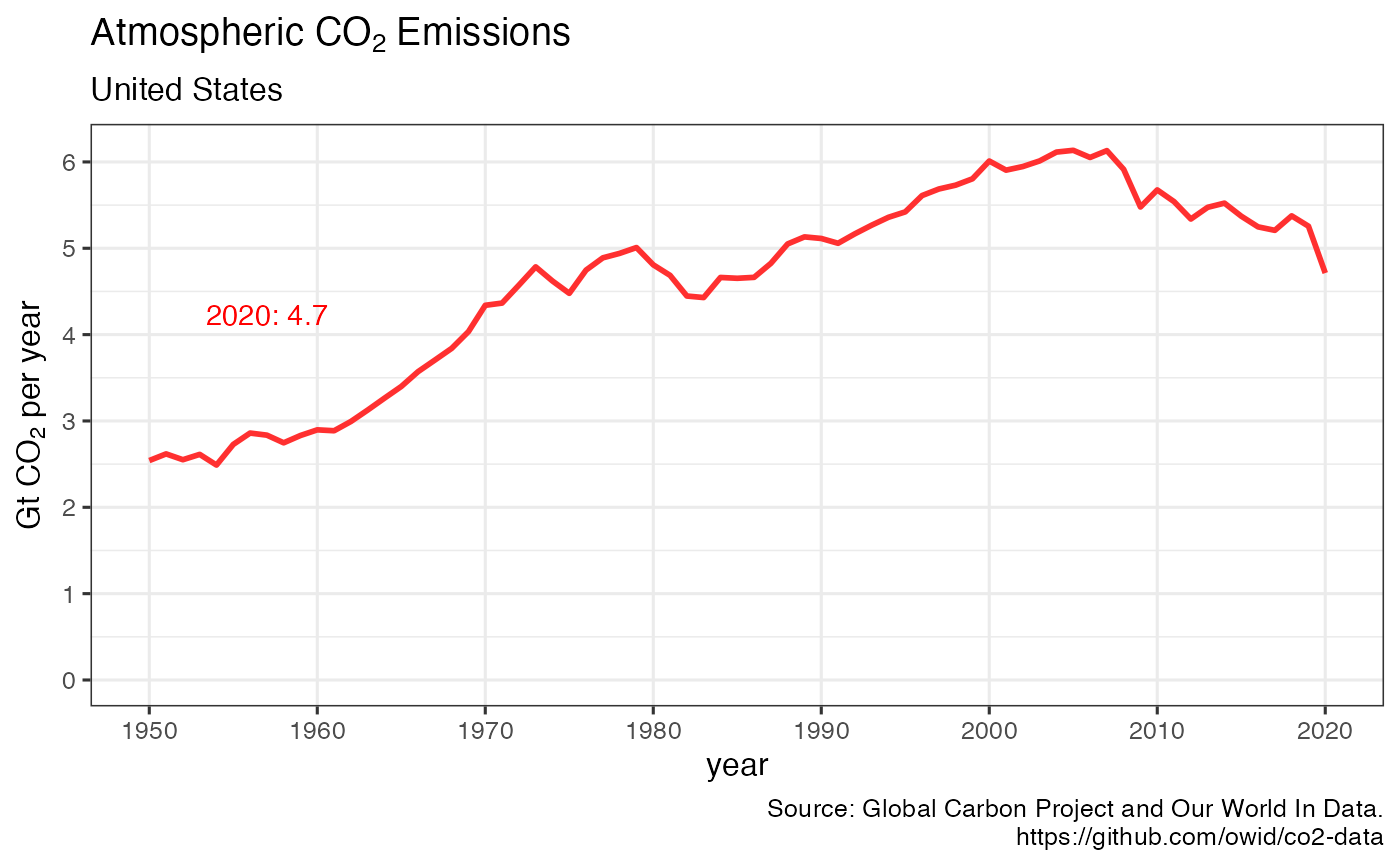 Atmospheric CO₂ Emissions
United States
Gt CO₂ per year
6
5
4
3
2
1
0
2020: 4.7
1950 1960 1970 1980 1990 2000 2010 2020
year
Source: Global Carbon Project and Our World In Data.
https://github.com/owid/co2-data